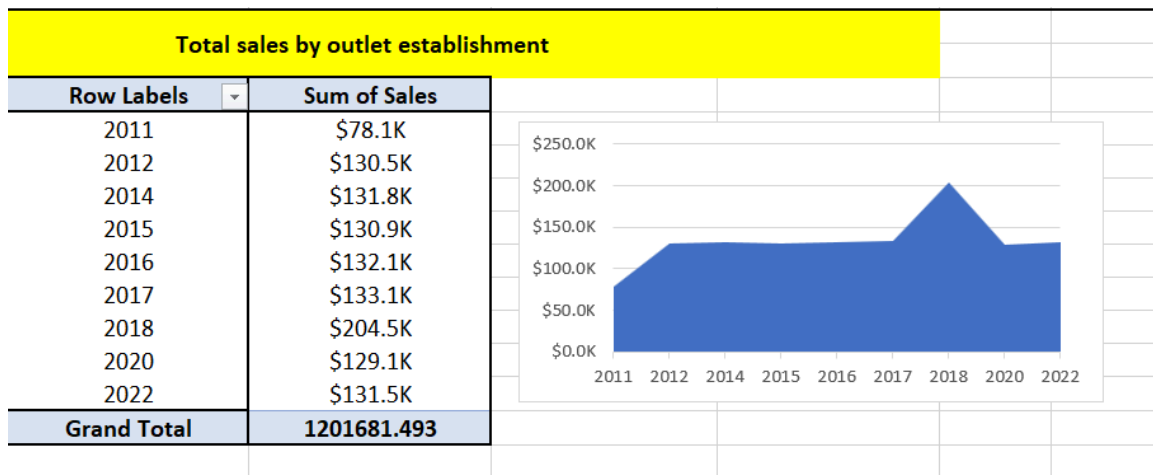 Total sales by outlet establishment
Row Labels Sum of Sales
2011 $78.1K
2012 $130.5K
2014 $131.8K
2015 $130.9K
2016 $132.1K
2017 $133.1K
2018 $204.5K
2020 $129.1K
2022 $131.5K
Grand Total 1201681.493
$250.0K
$200.0K
$150.0K
$100.0K
$50.0K
$0.0K
2011 2012 2014 2015 2016 2017 2018 2020 2022